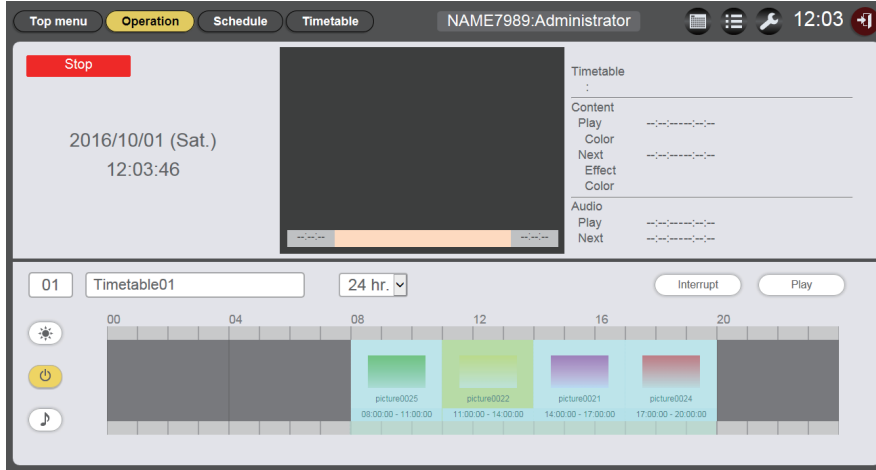 Top menu Operation Schedule Timetable NAME7989:Administrator 12:03
Stop
2016/10/01 (Sat.)
12:03:46
--:--:-- --:--:--
Timetable
:
Content
Play --:--:-----:--:--
Color
Next --:--:-----:--:--
Effect
Color
Audio
Play --:--:-----:--:--
Next --:--:-----:--:--
01 Timetable01 24 hr. Interrupt Play
00 04 08 12 16 20
picture0025 picture0022 picture0021 picture0024
08:00:00 - 11:00:00 11:00:00 - 14:00:00 14:00:00 - 17:00:00 17:00:00 - 20:00:00